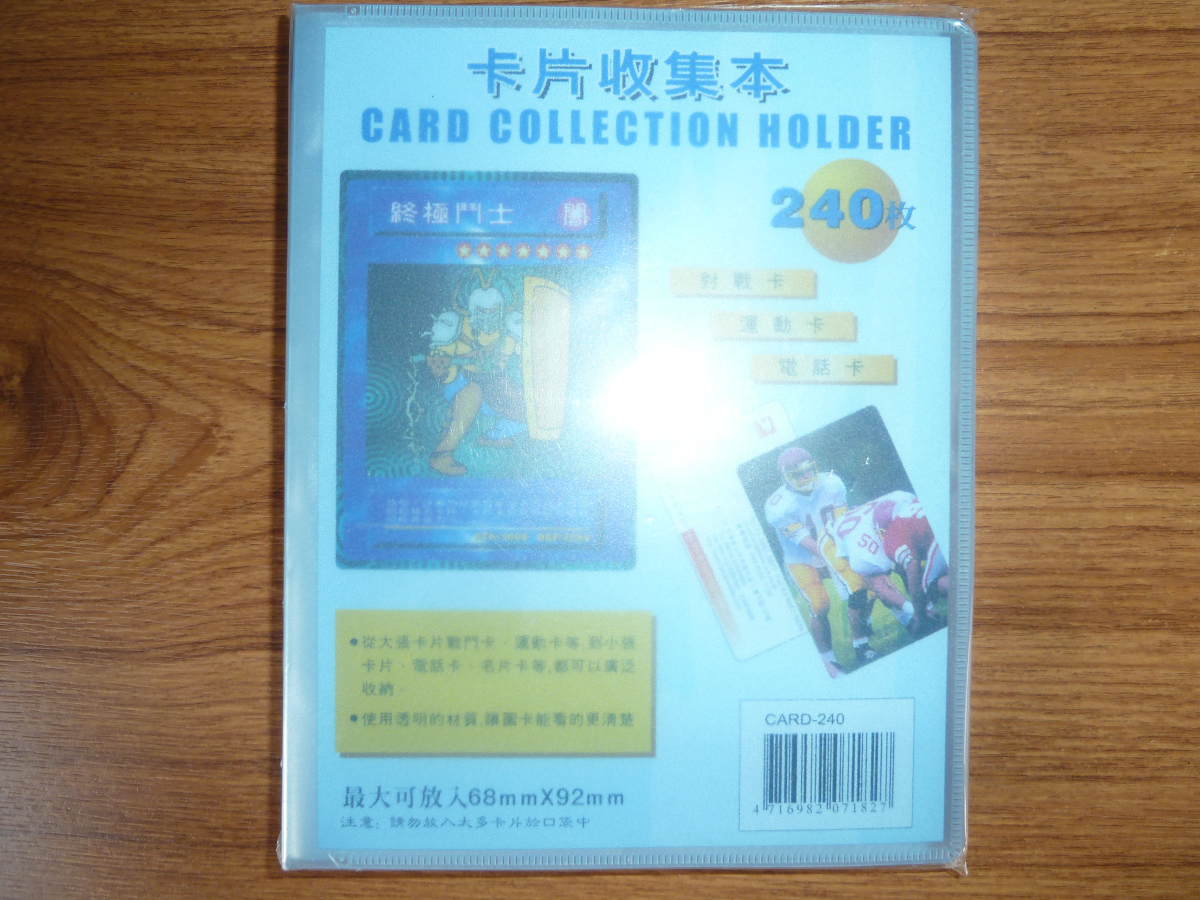 卡片收集本
CARD COLLECTION HOLDER
終極鬥士 闇
240枚
對戰卡
運動卡
電話卡
50
•從大張卡片戰鬥卡、運動卡等,到小張
卡片、電話卡、名片卡等,都可以廣泛
收納。
•使用透明的材質,讓圖卡能看的更清楚
CARD-240
4 716982 071827
最大可放入68mmX92mm
注意: 請勿放入太多卡片於口袋中